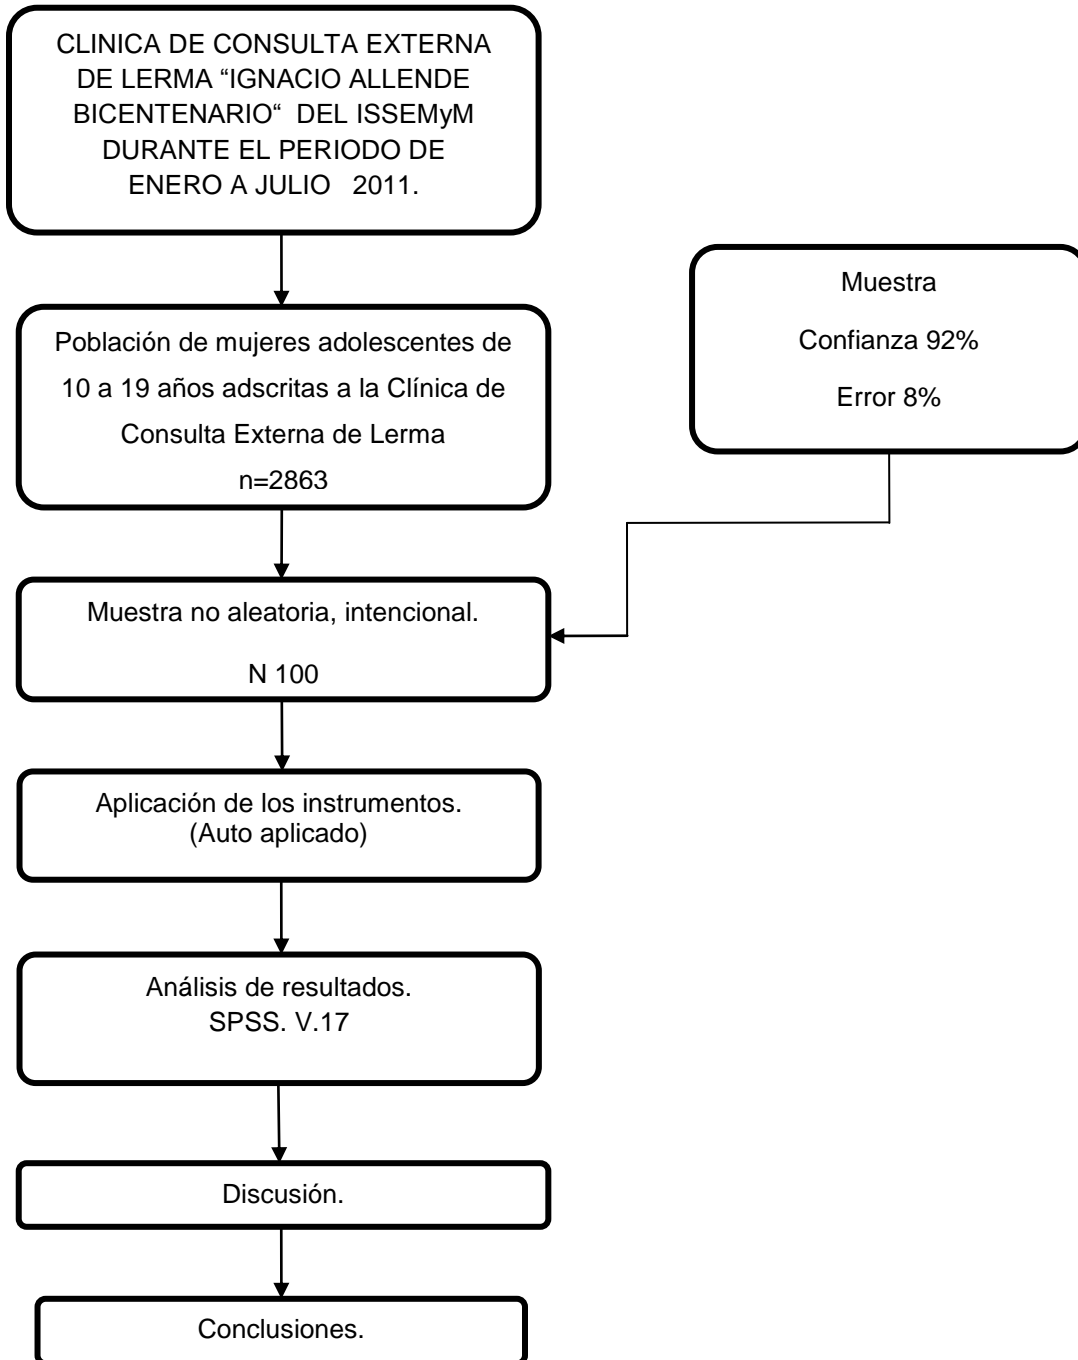 CLINICA DE CONSULTA EXTERNA
DE LERMA “IGNACIO ALLENDE
BICENTENARIO“ DEL ISSEMyM
DURANTE EL PERIODO DE
ENERO A JULIO 2011.
Población de mujeres adolescentes de
10 a 19 años adscritas a la Clínica de
Consulta Externa de Lerma
n=2863
Muestra
Confianza 92%
Error 8%
Muestra no aleatoria, intencional.
N 100
Aplicación de los instrumentos.
(Auto aplicado)
Análisis de resultados.
SPSS. V.17
Discusión.
Conclusiones.